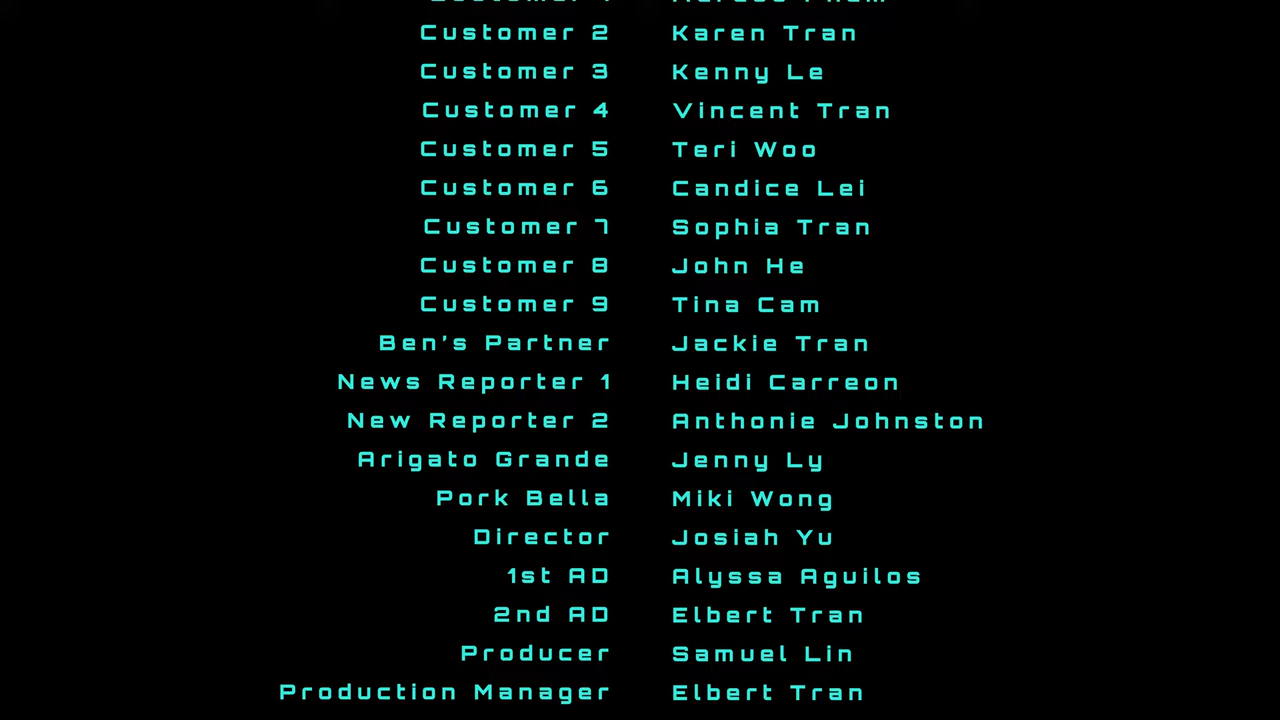 Customer 2 Karen Tran
Customer 3 Kenny Le
Customer 4 Vincent Tran
Customer 5 Teri Woo
Customer 6 Candice Lei
Customer 7 Sophia Tran
Customer 8 John He
Customer 9 Tina Cam
Ben's Partner Jackie Tran
News Reporter 1 Heidi Carreon
New Reporter 2 Anthonie Johnston
Arigato Grande Jenny Ly
Pork Bella Miki Wong
Director Josiah Yu
1st AD Alyssa Aguilos
2nd AD Elbert Tran
Producer Samuel Lin
Production Manager Elbert Tran